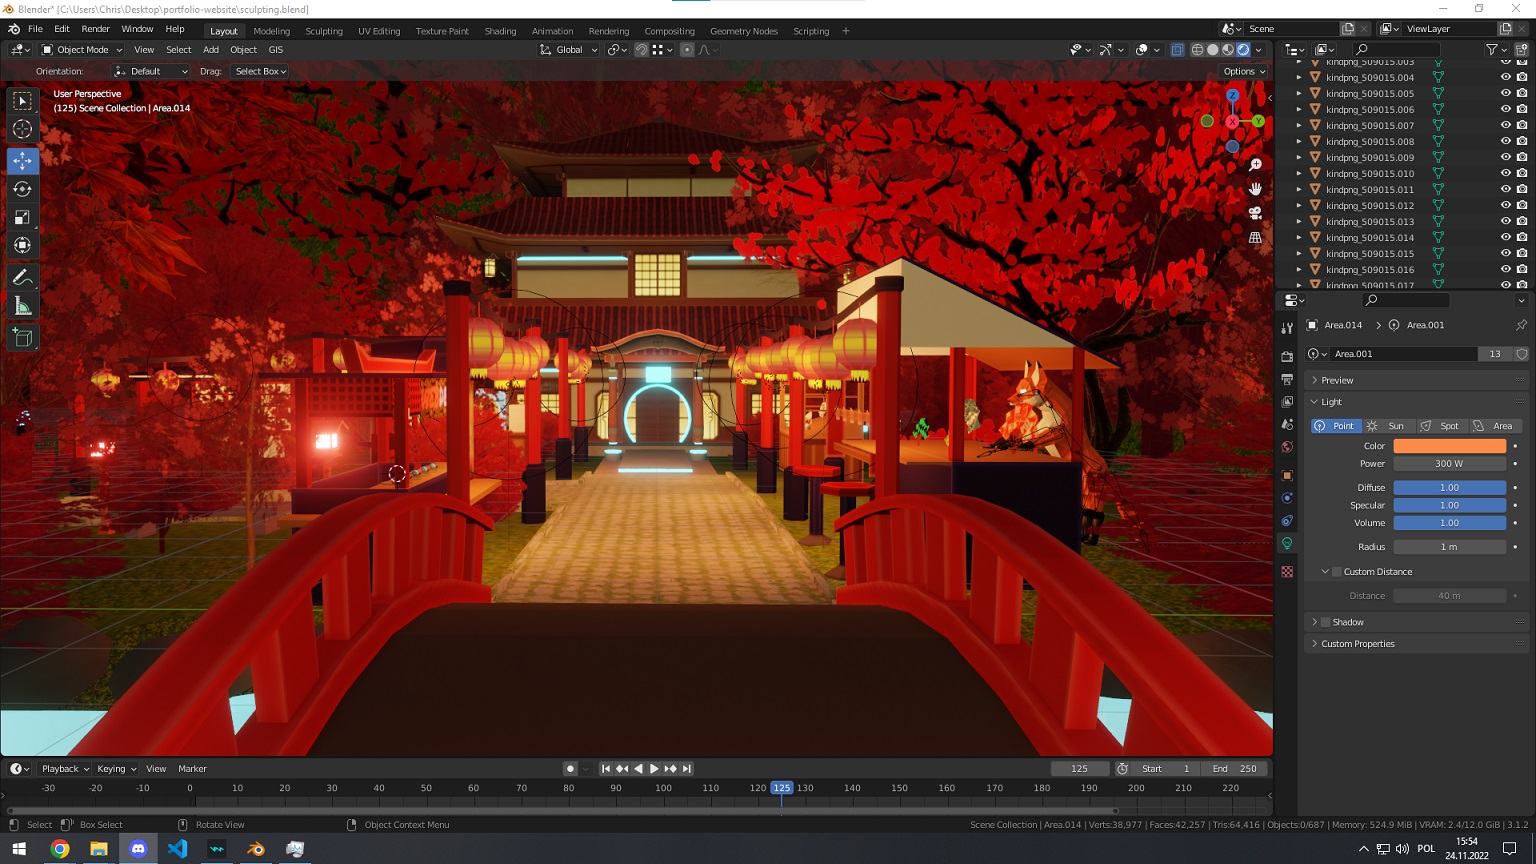 Blender* [C:\Users\Chris\Desktop\portfolio-website\sculpting.blend]
File Edit Render Window Help Layout Modeling Sculpting UV Editing Texture Paint Shading Animation Rendering Compositing Geometry Nodes Scripting + Scene ViewLayer
Object Mode View Select Add Object GIS Global
Orientation: Default Drag: Select Box Options
User Perspective
(125) Scene Collection | Area.014
Z
X
Y
kindpng_509015.003
kindpng_509015.004
kindpng_509015.005
kindpng_509015.006
kindpng_509015.007
kindpng_509015.008
kindpng_509015.009
kindpng_509015.010
kindpng_509015.011
kindpng_509015.012
kindpng_509015.013
kindpng_509015.014
kindpng_509015.015
kindpng_509015.016
kindpng_509015.017
Area.014 > Area.001
Area.001 13
Preview
Light
Point Sun Spot Area
Color
Power 300 W
Diffuse 1.00
Specular 1.00
Volume 1.00
Radius 1 m
Custom Distance
Distance 40 m
Shadow
Custom Properties
Playback Keying View Marker 125 Start 1 End 250
-30 -20 -10 0 10 20 30 40 50 60 70 80 90 100 110 120 125 130 140 150 160 170 180 190 200 210 220
Select Box Select Rotate View Object Context Menu Scene Collection | Area.014 | Verts:38,977 | Faces:42,257 | Tris:64,416 | Objects:0/687 | Memory: 524.9 MiB | VRAM: 2.4/12.0 GiB | 3.1.2
POL 15:54
24.11.2022